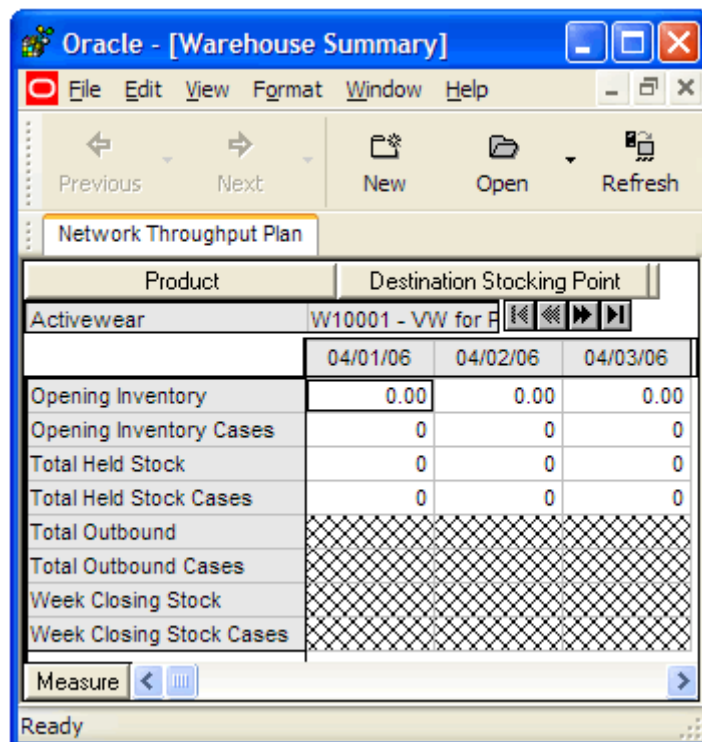 Oracle - [Warehouse Summary]
File Edit View Format Window Help
Previous Next New Open Refresh
Network Throughput Plan
Product Destination Stocking Point
Activewear W10001 - VW for
04/01/06 04/02/06 04/03/06
Opening Inventory 0.00 0.00 0.00
Opening Inventory Cases 0 0 0
Total Held Stock 0 0 0
Total Held Stock Cases 0 0 0
Total Outbound
Total Outbound Cases
Week Closing Stock
Week Closing Stock Cases
Measure
Ready